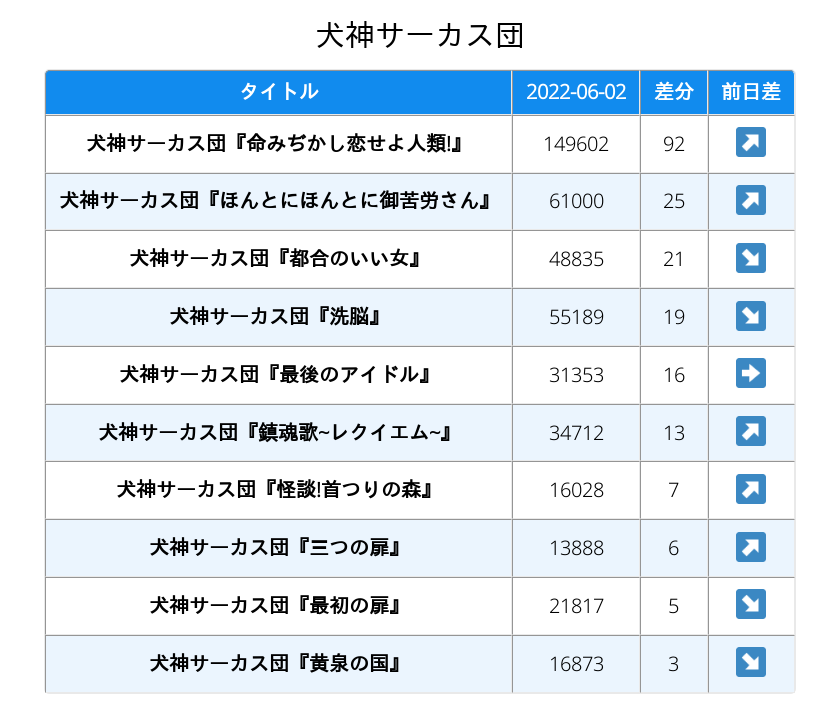 犬神サーカス団
タイトル 2022-06-02 差分 前日差
犬神サーカス団『命みぢかし恋せよ人類!』 149602 92 ↗
犬神サーカス団『ほんとにほんとに御苦労さん』 61000 25 ↗
犬神サーカス団『都合のいい女』 48835 21 ↘
犬神サーカス団『洗脳』 55189 19 ↘
犬神サーカス団『最後のアイドル』 31353 16 ➡
犬神サーカス団『鎮魂歌~レクイエム~』 34712 13 ↗
犬神サーカス団『怪談!首つりの森』 16028 7 ↗
犬神サーカス団『三つの扉』 13888 6 ↗
犬神サーカス団『最初の扉』 21817 5 ↘
犬神サーカス団『黄泉の国』 16873 3 ↘